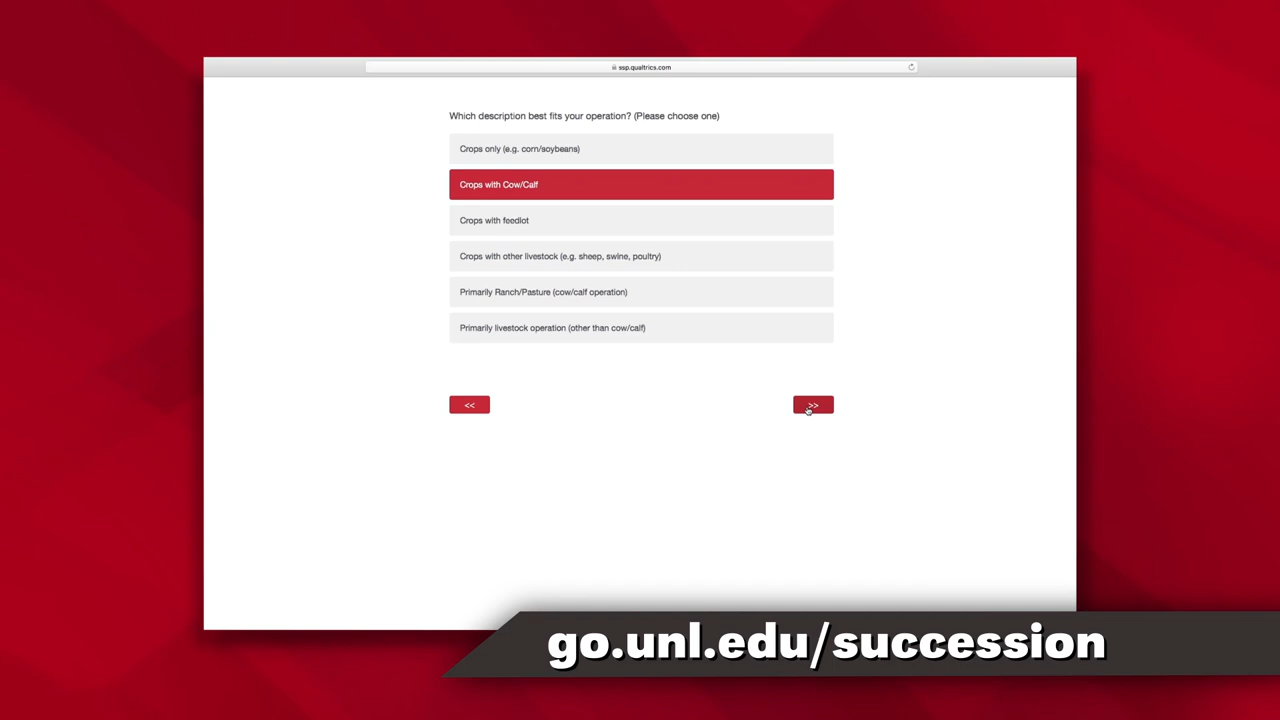 ssp.qualtrics.com
Which description best fits your operation? (Please choose one)
Crops only (e.g. corn/soybeans)
Crops with Cow/Calf
Crops with feedlot
Crops with other livestock (e.g. sheep, swine, poultry)
Primarily Ranch/Pasture (cow/calf operation)
Primarily livestock operation (other than cow/calf)
<< >>
go.unl.edu/succession